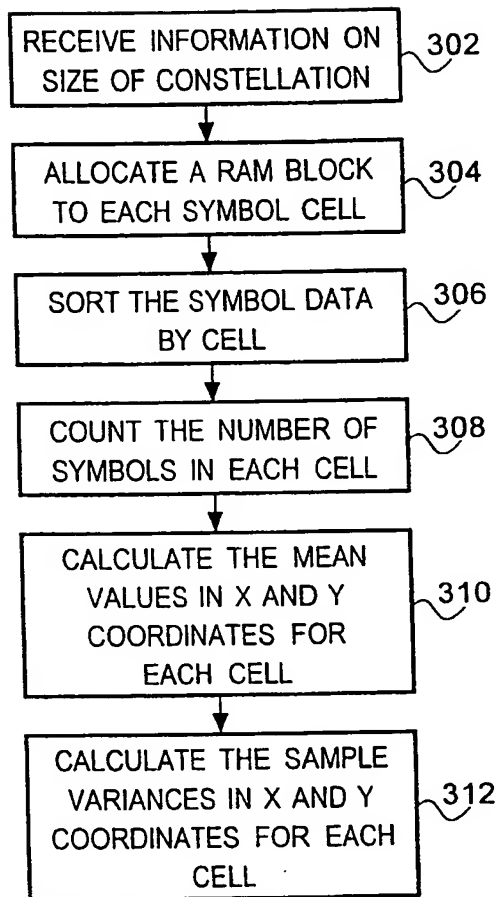 RECEIVE INFORMATION ON
SIZE OF CONSTELLATION
302
ALLOCATE A RAM BLOCK
TO EACH SYMBOL CELL
304
SORT THE SYMBOL DATA
BY CELL
306
COUNT THE NUMBER OF
SYMBOLS IN EACH CELL
308
CALCULATE THE MEAN
VALUES IN X AND Y
COORDINATES FOR
EACH CELL
310
CALCULATE THE SAMPLE
VARIANCES IN X AND Y
COORDINATES FOR EACH
CELL
312